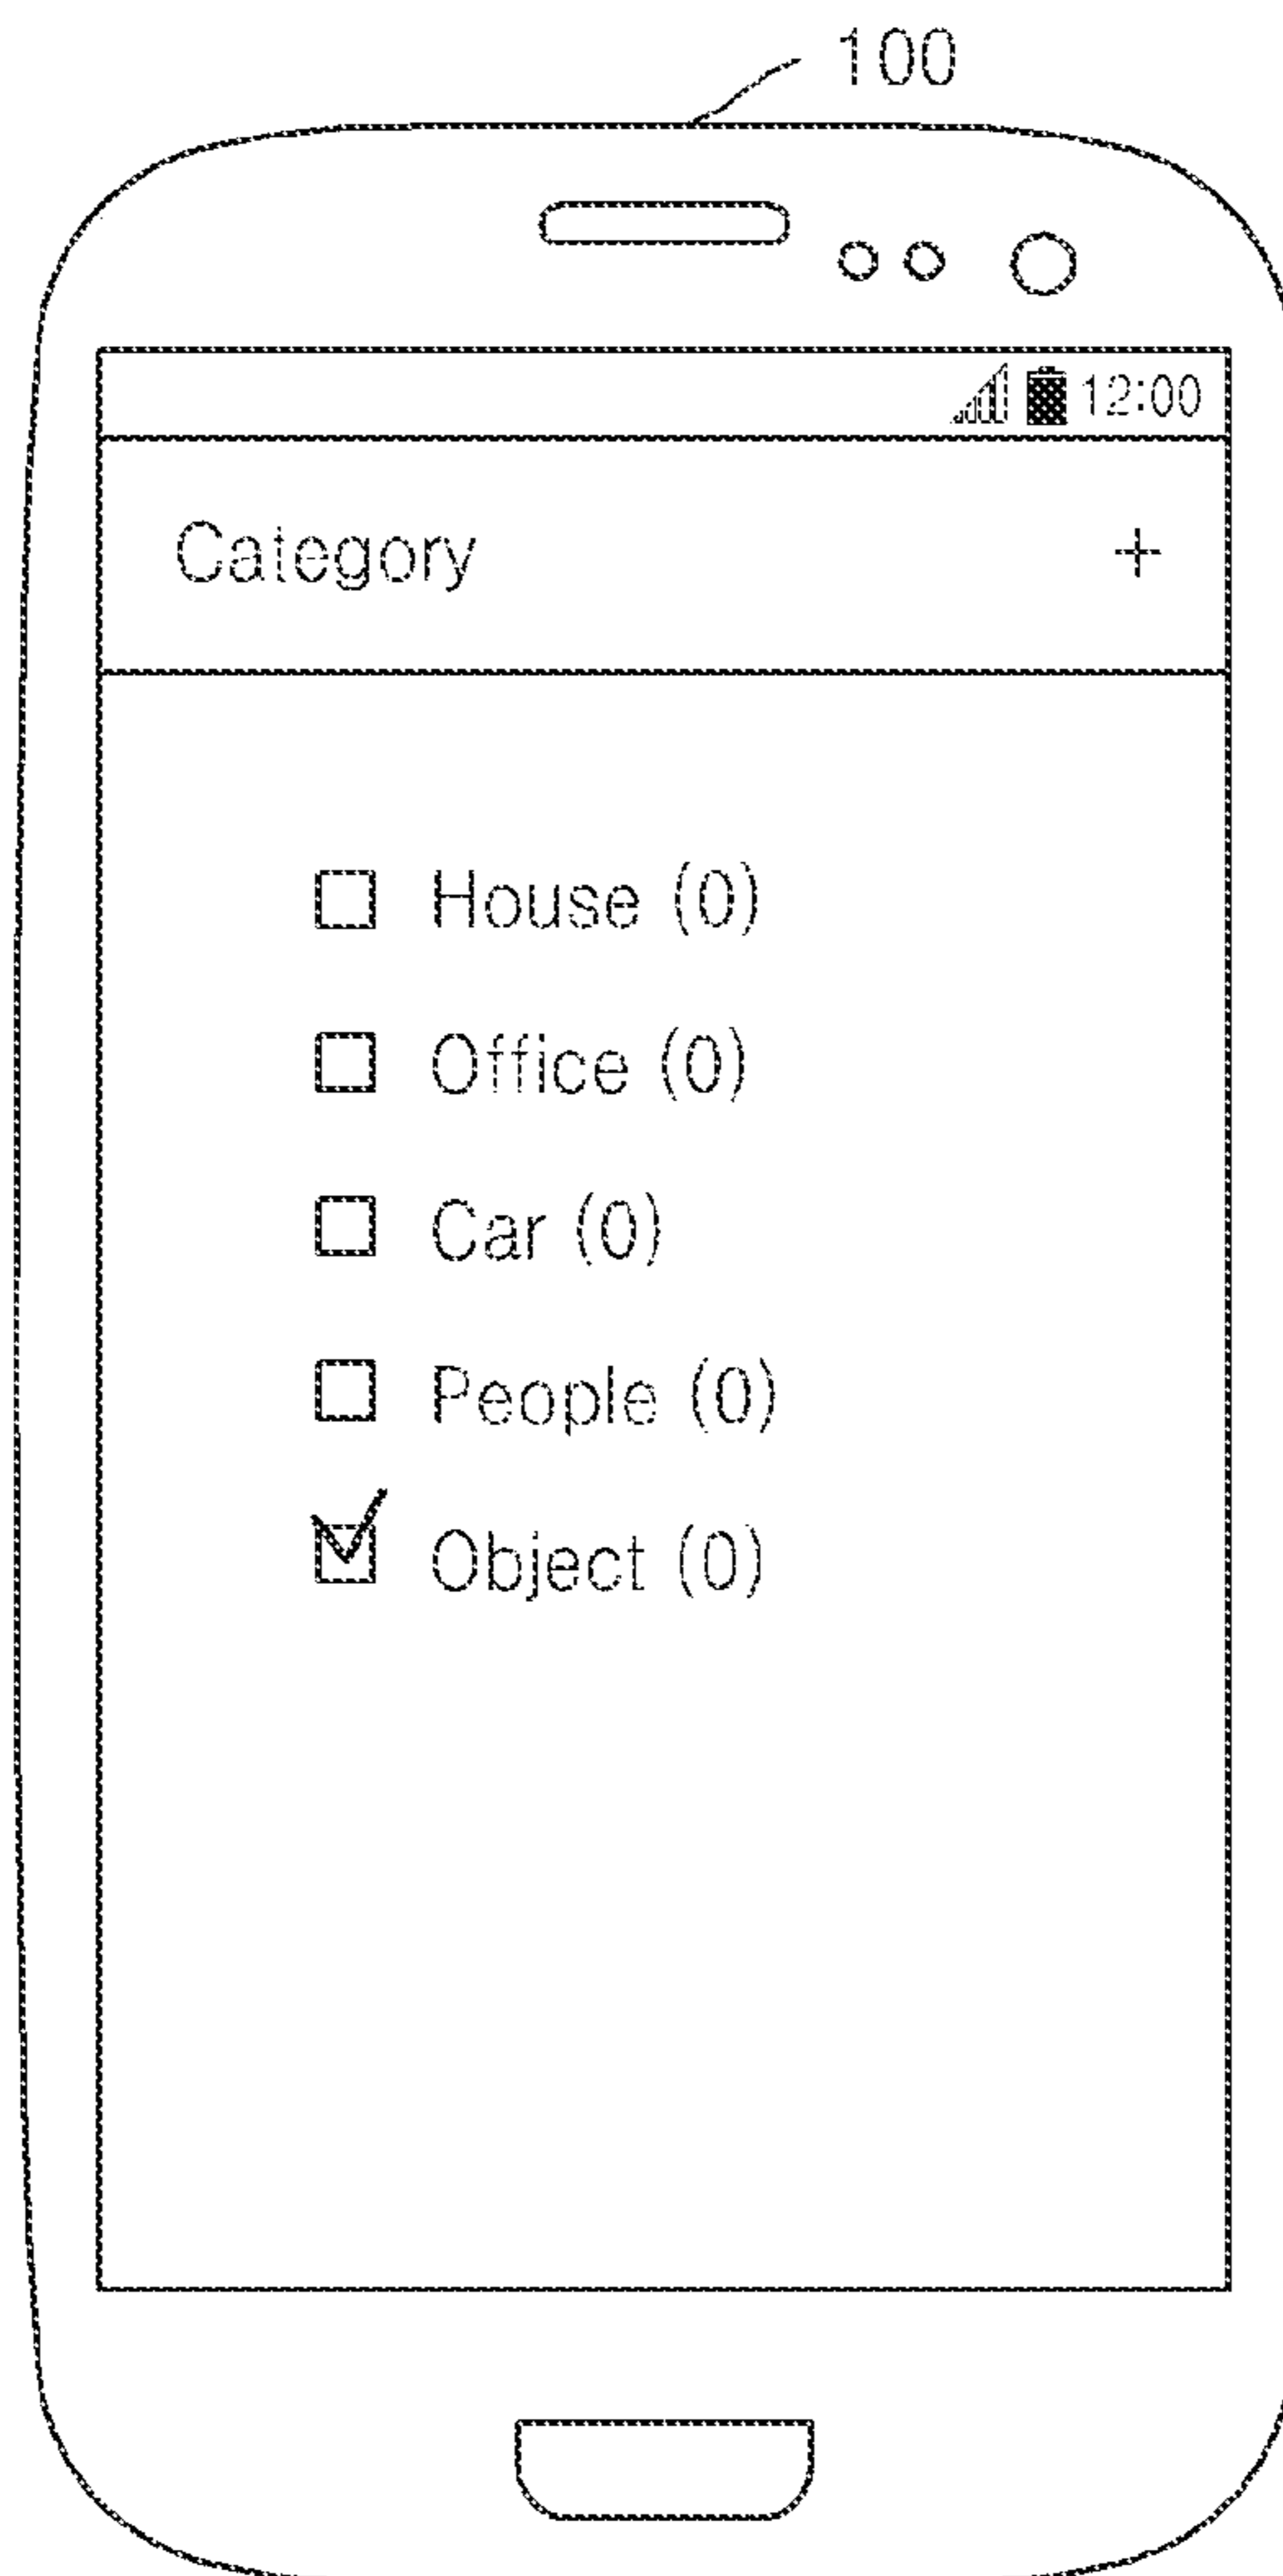 100
12:00
Category +
House (0)
Office (0)
Car (0)
People (0)
Object (0)